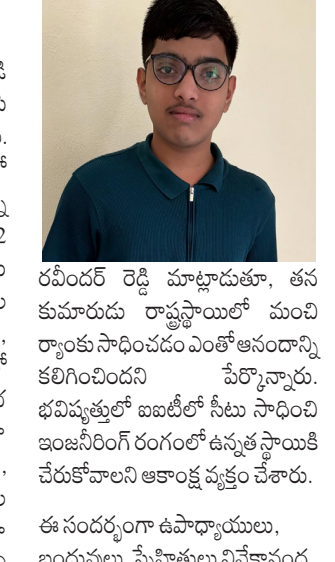 రవీందర్ రెడ్డి మాట్లాడుతూ, తన
కుమారుడు రాష్ట్రస్థాయిలో మంచి
ర్యాంకు సాధించడం ఎంతో ఆనందాన్ని
కలిగించిందని పేర్కొన్నారు.
భవిష్యత్తులో ఐఐటీలో సీటు సాధించి
ఇంజనీరింగ్ రంగంలో ఉన్నత స్థాయికి
చేరుకోవాలని ఆకాంక్ష వ్యక్తం చేశారు.
ఈ సందర్భంగా ఉపాధ్యాయులు,
బంధువులు, స్నేహితులు వివేకానంద